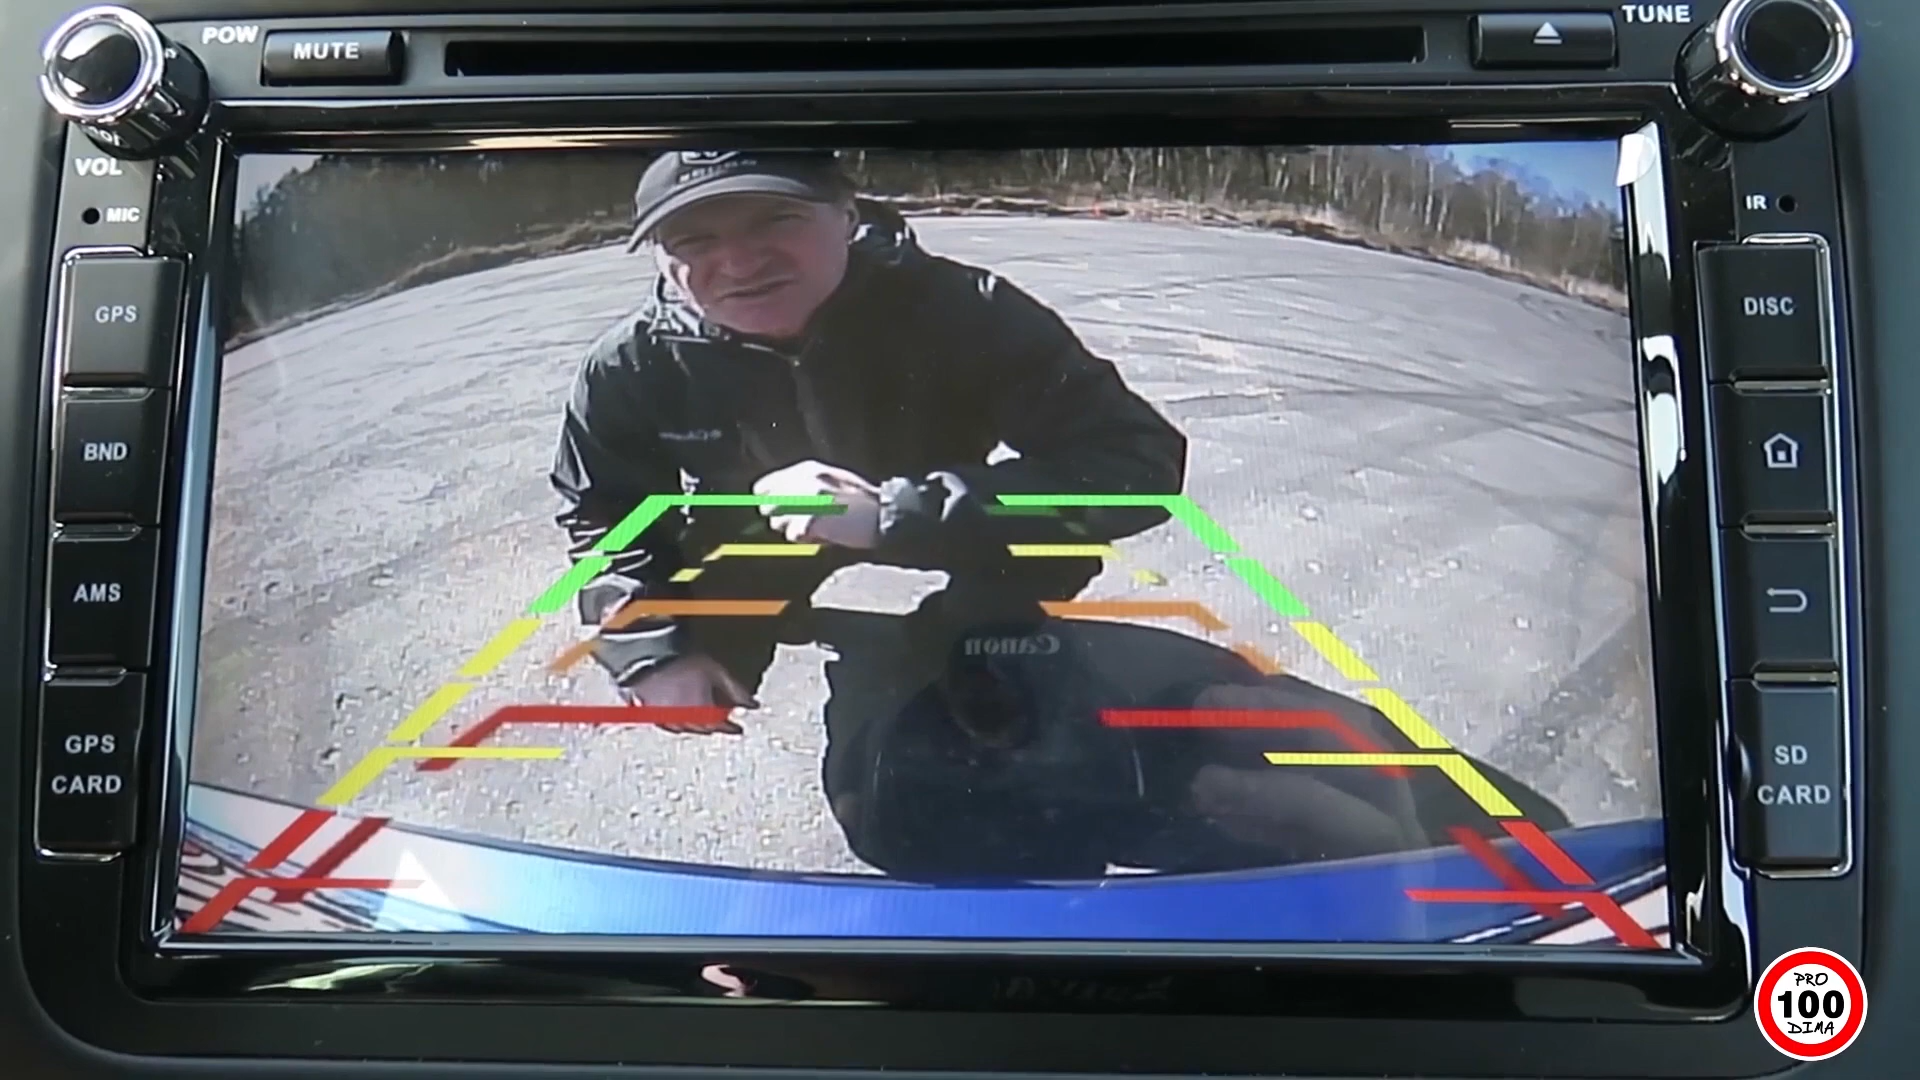 POW
MUTE
TUNE
VOL
MIC
IR
GPS
DISC
BND
AMS
GPS
CARD
SD
CARD
Canon
PRO
100
DIMA